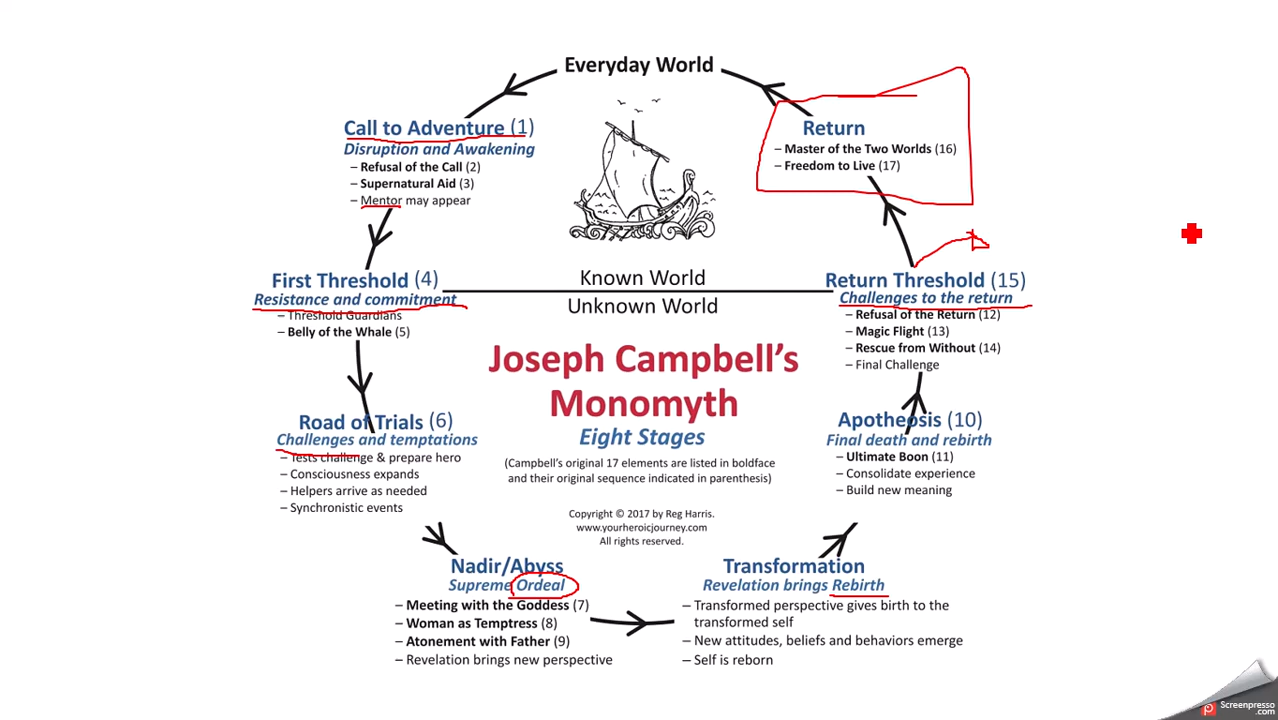 Everyday World
Call to Adventure (1)
Disruption and Awakening
– Refusal of the Call (2)
– Supernatural Aid (3)
– Mentor may appear
Return
– Master of the Two Worlds (16)
– Freedom to Live (17)
First Threshold (4)
Resistance and commitment
– Threshold Guardians
– Belly of the Whale (5)
Known World
Unknown World
Return Threshold (15)
Challenges to the return
– Refusal of the Return (12)
– Magic Flight (13)
– Rescue from Without (14)
– Final Challenge
Joseph Campbell’s
Monomyth
Eight Stages
(Campbell’s original 17 elements are listed in boldface
and their original sequence indicated in parenthesis)
Copyright © 2017 by Reg Harris.
www.yourheroicjourney.com
All rights reserved.
Road of Trials (6)
Challenges and temptations
– Tests challenge & prepare hero
– Consciousness expands
– Helpers arrive as needed
– Synchronistic events
Apotheosis (10)
Final death and rebirth
– Ultimate Boon (11)
– Consolidate experience
– Build new meaning
Nadir/Abyss
Supreme Ordeal
– Meeting with the Goddess (7)
– Woman as Temptress (8)
– Atonement with Father (9)
– Revelation brings new perspective
Transformation
Revelation brings Rebirth
– Transformed perspective gives birth to the
transformed self
– New attitudes, beliefs and behaviors emerge
– Self is reborn
Screenpresso
.com